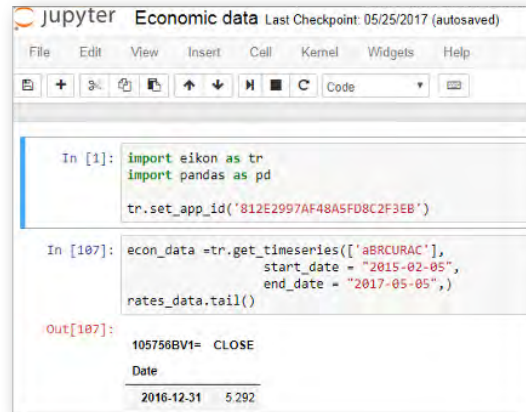 jupyter Economic data Last Checkpoint: 05/25/2017 (autosaved)
File Edit View Insert Cell Kernel Widgets Help
Code
In [1]: import eikon as tr
import pandas as pd
tr.set_app_id('812E2997AF48A5FD8C2F3EB')
In [107]: econ_data =tr.get_timeseries(['aBRCURAC'],
start_date = "2015-02-05",
end_date = "2017-05-05",)
rates_data.tail()
Out[107]:
105756BV1= CLOSE
Date
2016-12-31 5.292